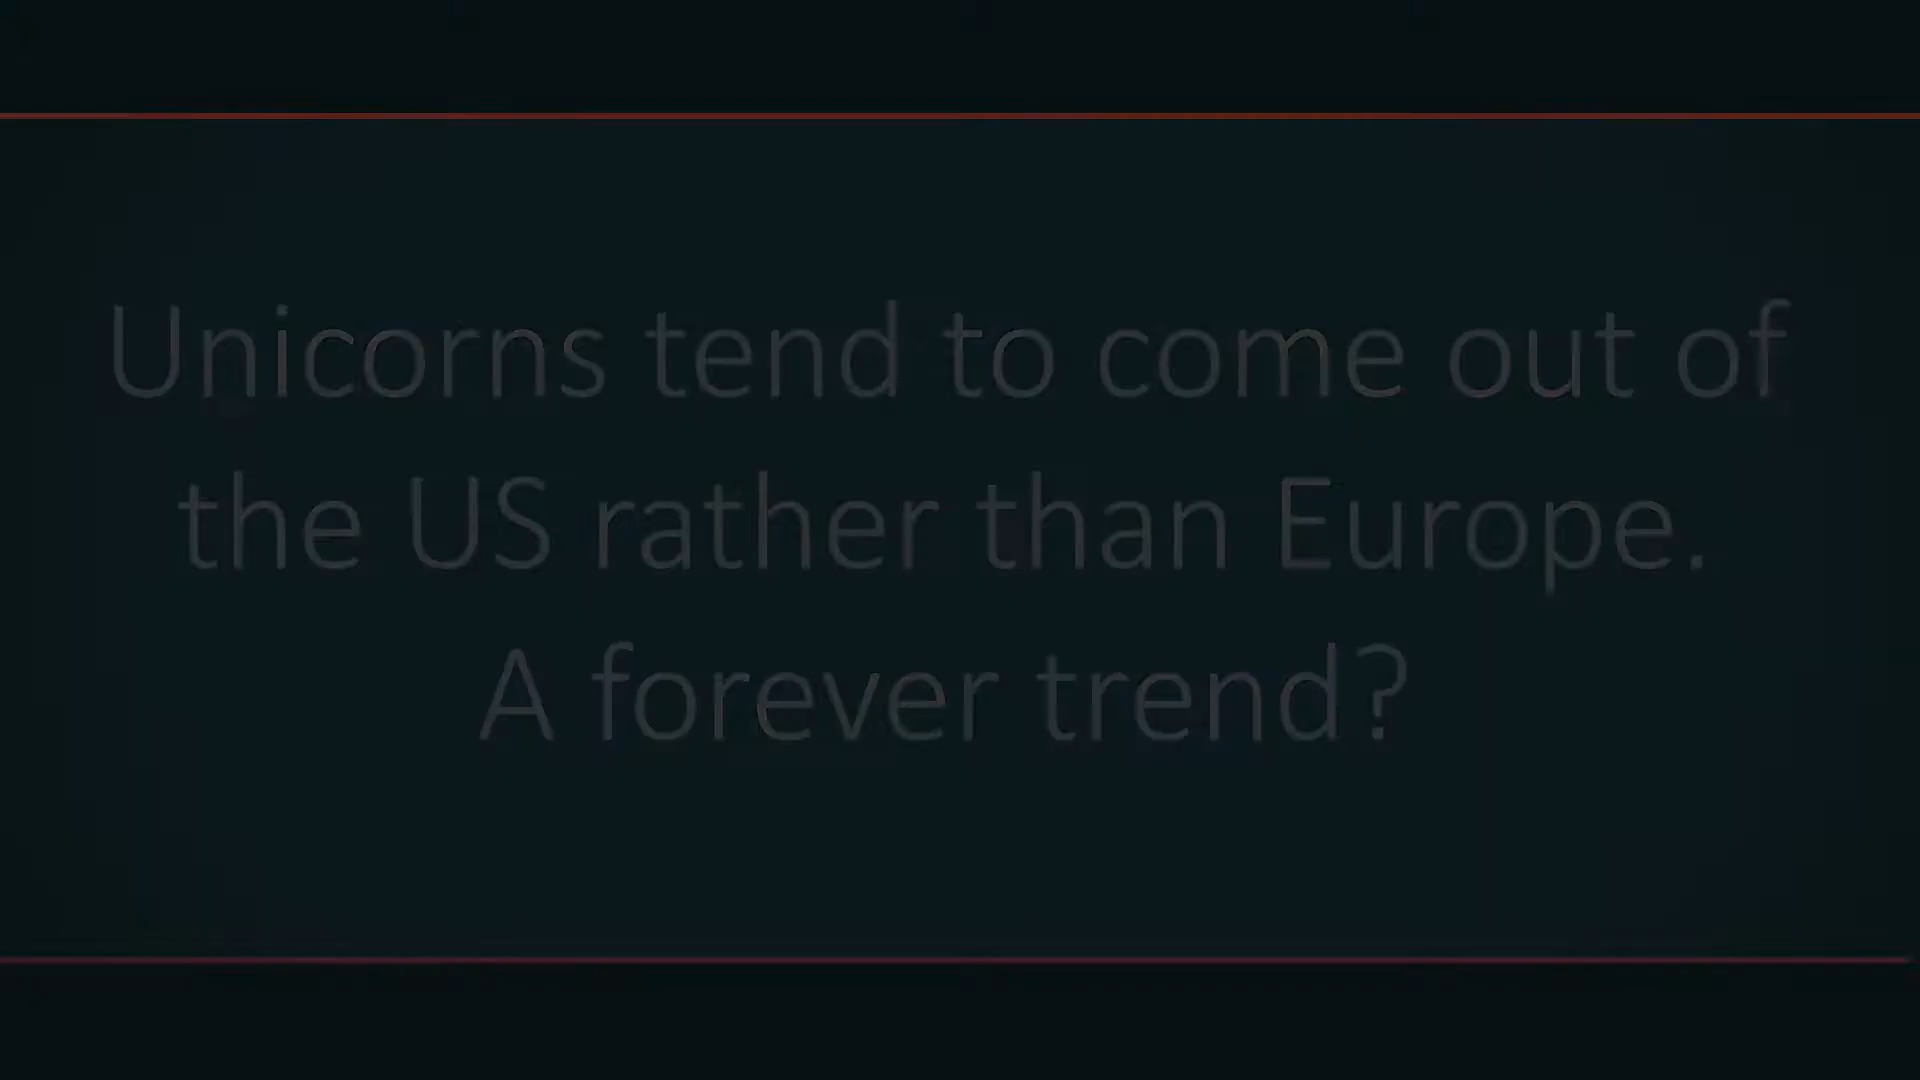 Unicorns tend to come out of
the US rather than Europe.
A forever trend?